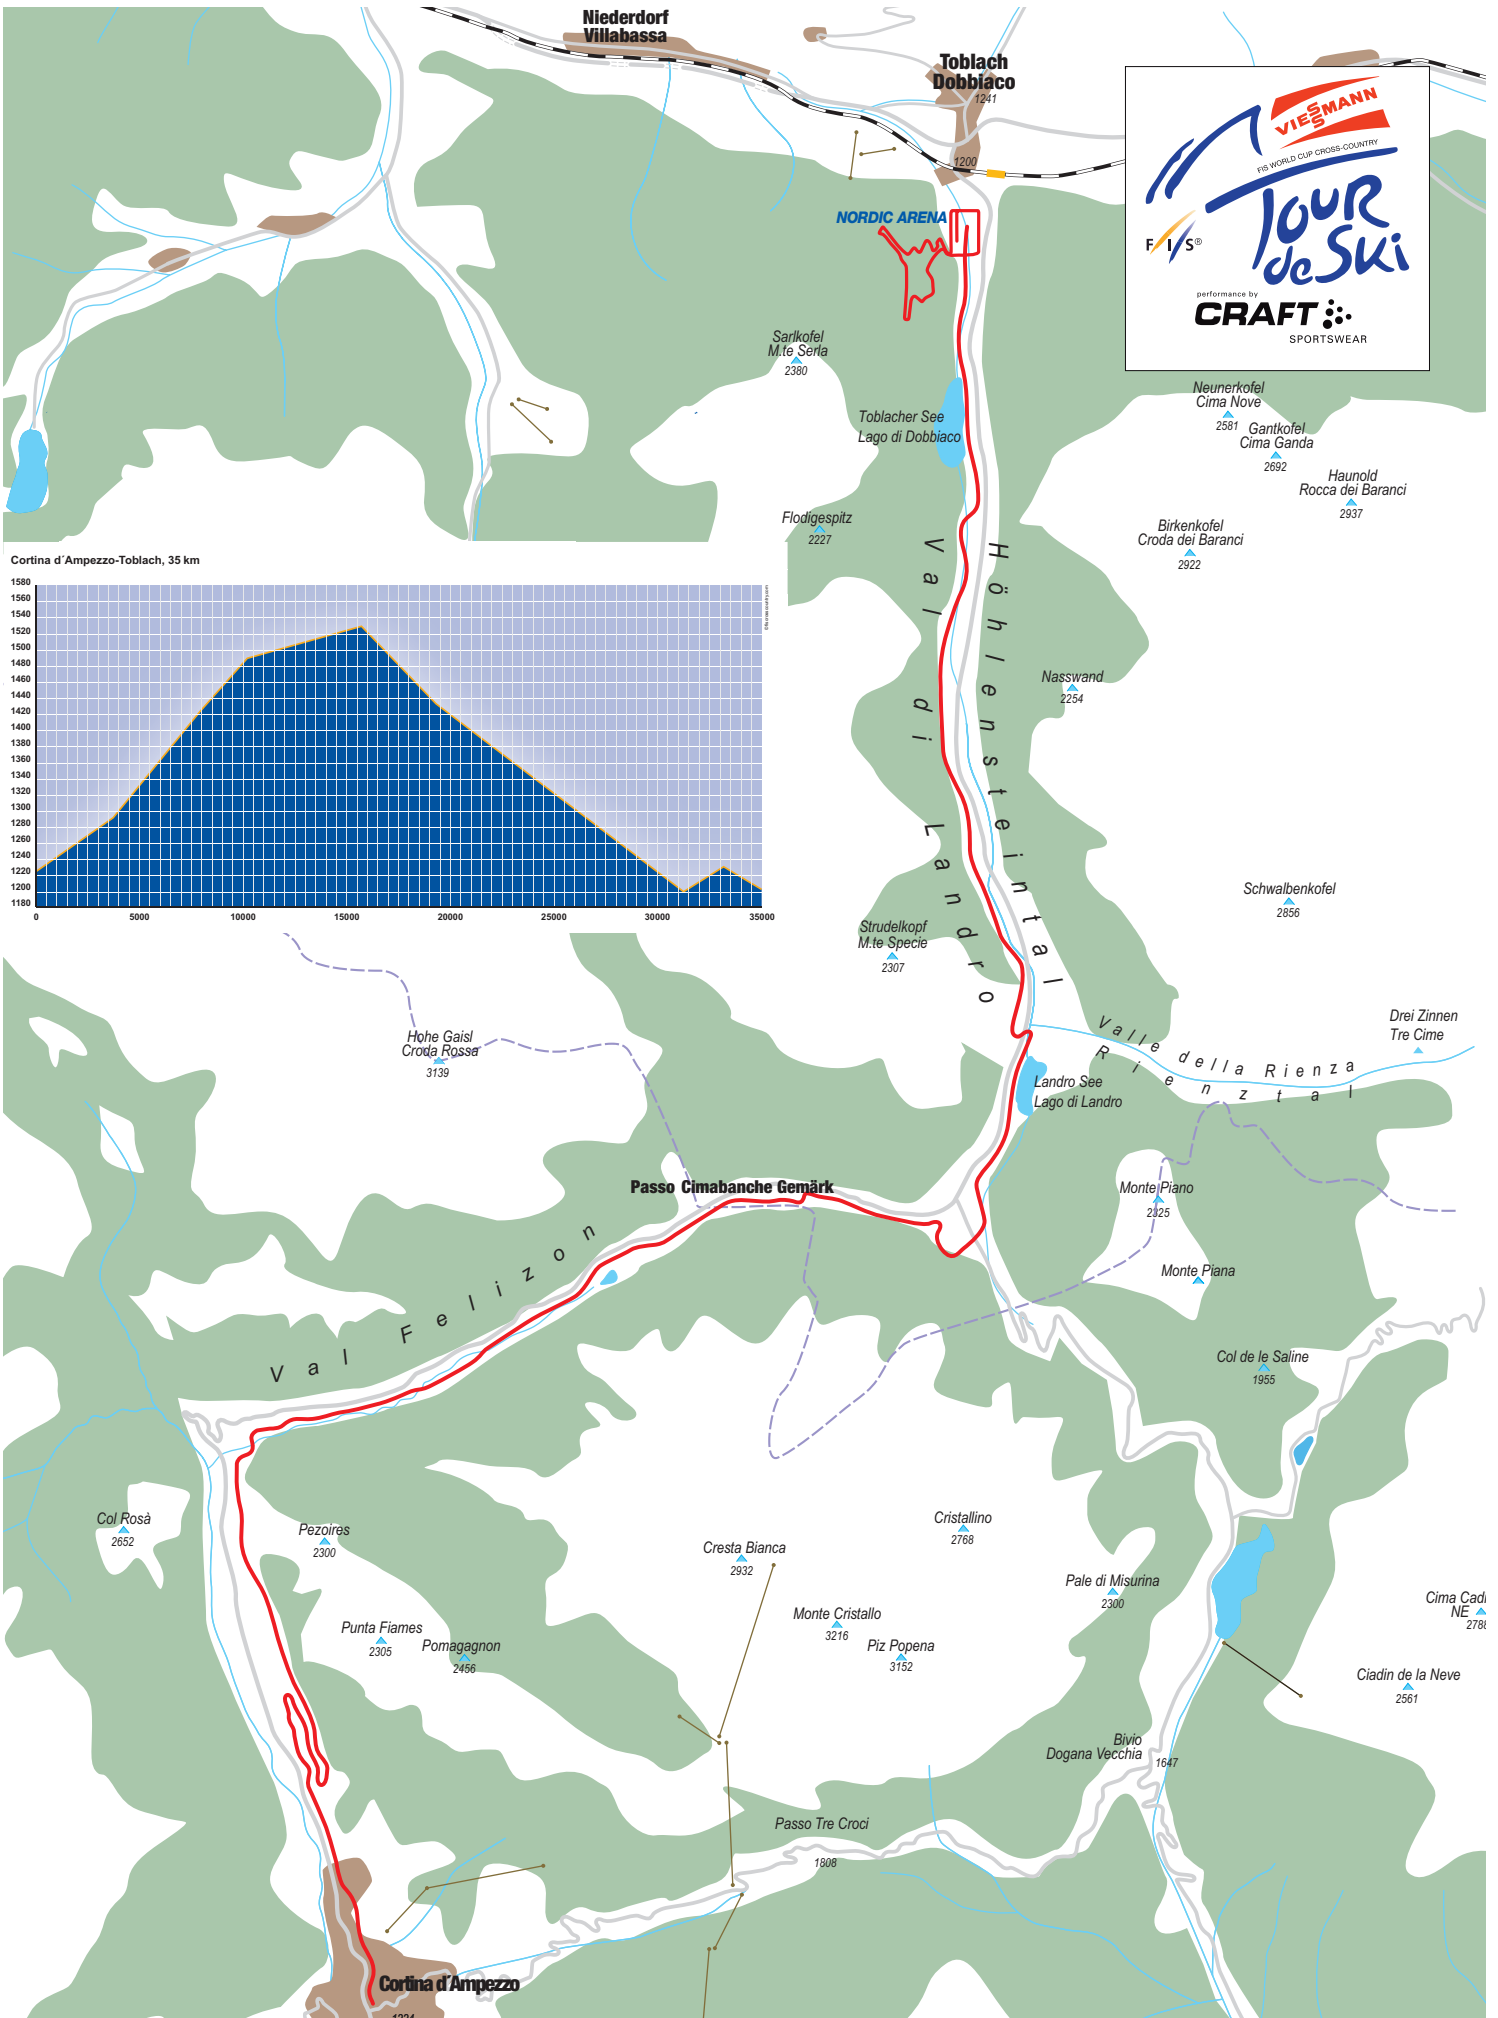 Niederdorf
Villabassa
Toblach
Dobbiaco
1241
1200
NORDIC ARENA
VIESSMANN
FIS WORLD CUP CROSS-COUNTRY
TOUR
de SKi
F I S®
performance by
CRAFT
SPORTSWEAR
Sarlkofel
M.te Serla
2380
Toblacher See
Lago di Dobbiaco
Neunerkofel
Cima Nove
2581
Gantkofel
Cima Ganda
2692
Haunold
Rocca dei Baranci
2937
Birkenkofel
Croda dei Baranci
2922
Flodigespitz
2227
Val di Landro
Höhlensteintal
Nasswand
2254
Cortina d´Ampezzo-Toblach, 35 km
1580
1560
1540
1520
1500
1480
1460
1440
1420
1400
1380
1360
1340
1320
1300
1280
1260
1240
1220
1200
1180
0 5000 10000 15000 20000 25000 30000 35000
Schwalbenkofel
2856
Strudelkopf
M.te Specie
2307
Hohe Gaisl
Croda Rossa
3139
Drei Zinnen
Tre Cime
Valle della Rienza
Rienztal
Landro See
Lago di Landro
Passo Cimabanche Gemärk
Monte Piano
2325
Monte Piana
Val Felizon
Col de le Saline
1955
Col Rosà
2652
Pezoires
2300
Cristallino
2768
Cresta Bianca
2932
Pale di Misurina
2300
Cima Cadi
NE
2788
Monte Cristallo
3216
Piz Popena
3152
Punta Fiames
2305
Pomagagnon
2456
Ciadin de la Neve
2561
Bivio
Dogana Vecchia
1647
Passo Tre Croci
1808
Cortina d´Ampezzo